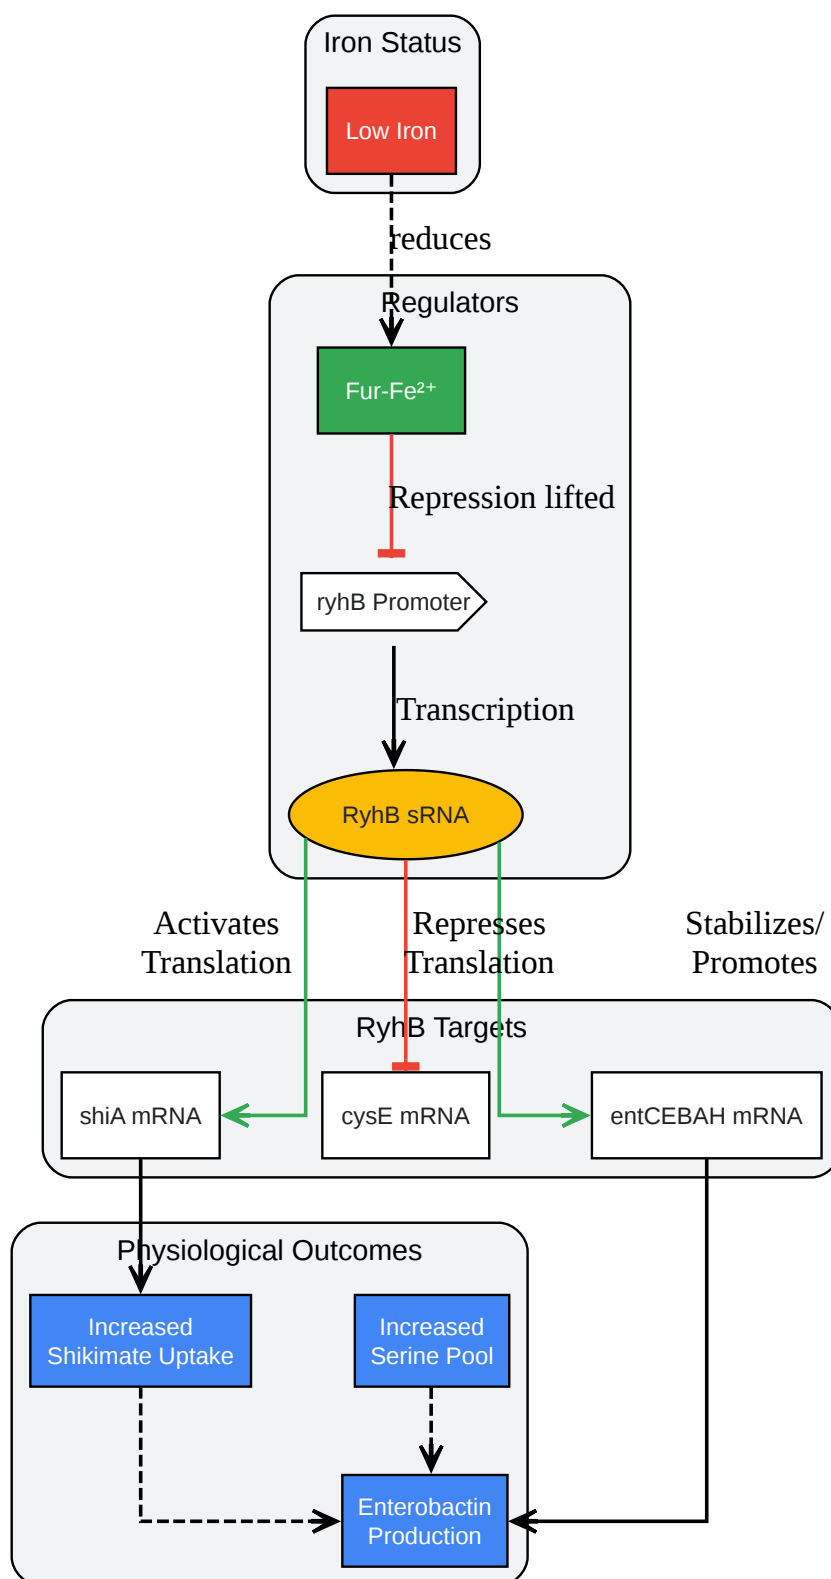 Iron Status
Low Iron
reduces
Regulators
Fur-Fe²⁺
Repression lifted
ryhB Promoter
Transcription
RyhB sRNA
Activates
Translation
Represses
Translation
Stabilizes/
Promotes
RyhB Targets
shiA mRNA
cysE mRNA
entCEBAH mRNA
Physiological Outcomes
Increased
Shikimate Uptake
Increased
Serine Pool
Enterobactin
Production